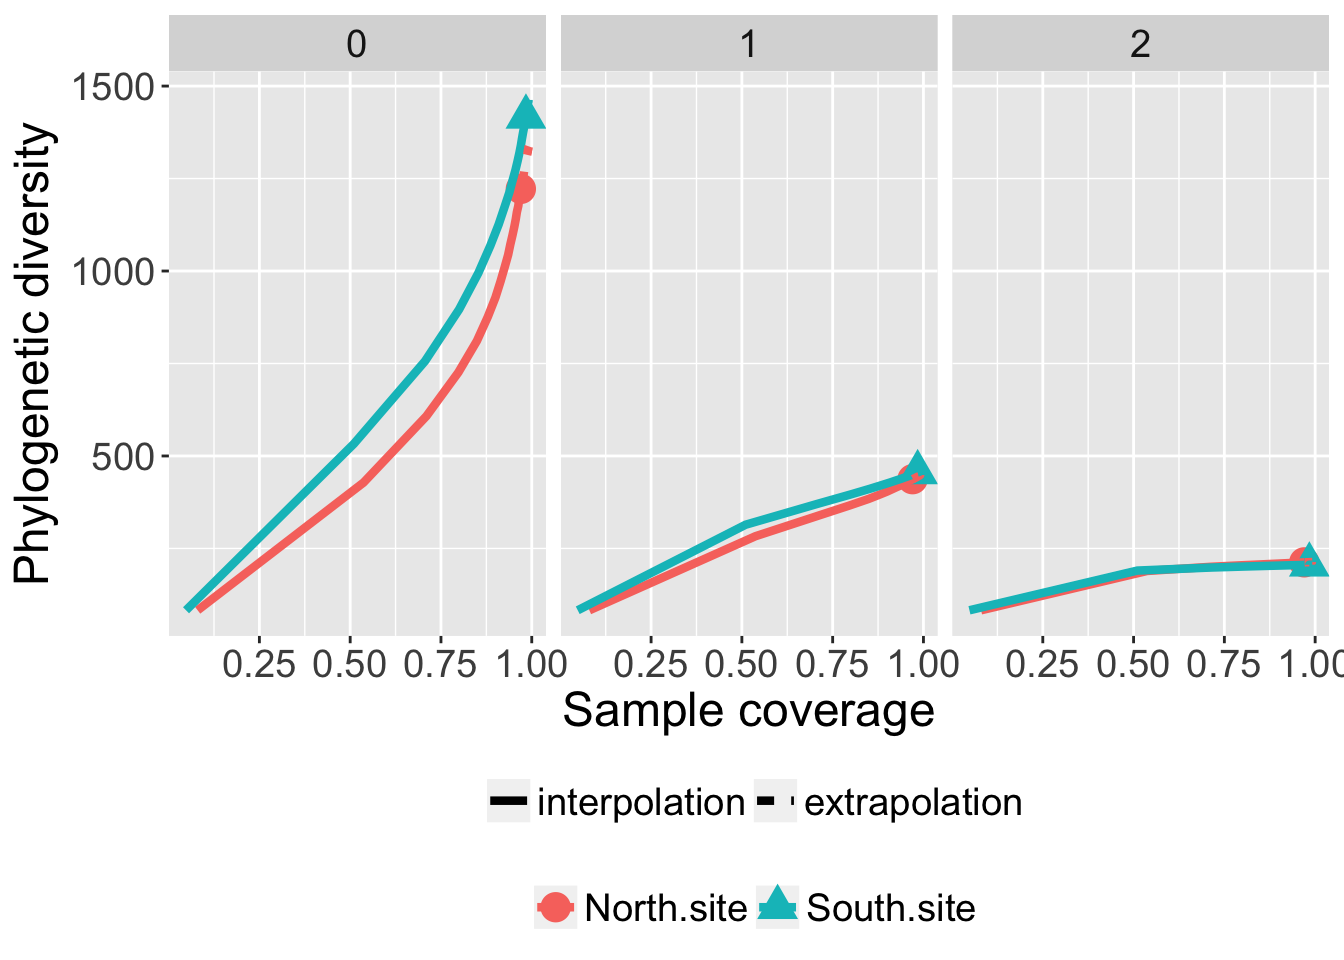 0 1 2
1500
1000
500
Phylogenetic diversity
0.25 0.50 0.75 1.00 0.25 0.50 0.75 1.00 0.25 0.50 0.75 1.00
Sample coverage
interpolation extrapolation
North.site South.site